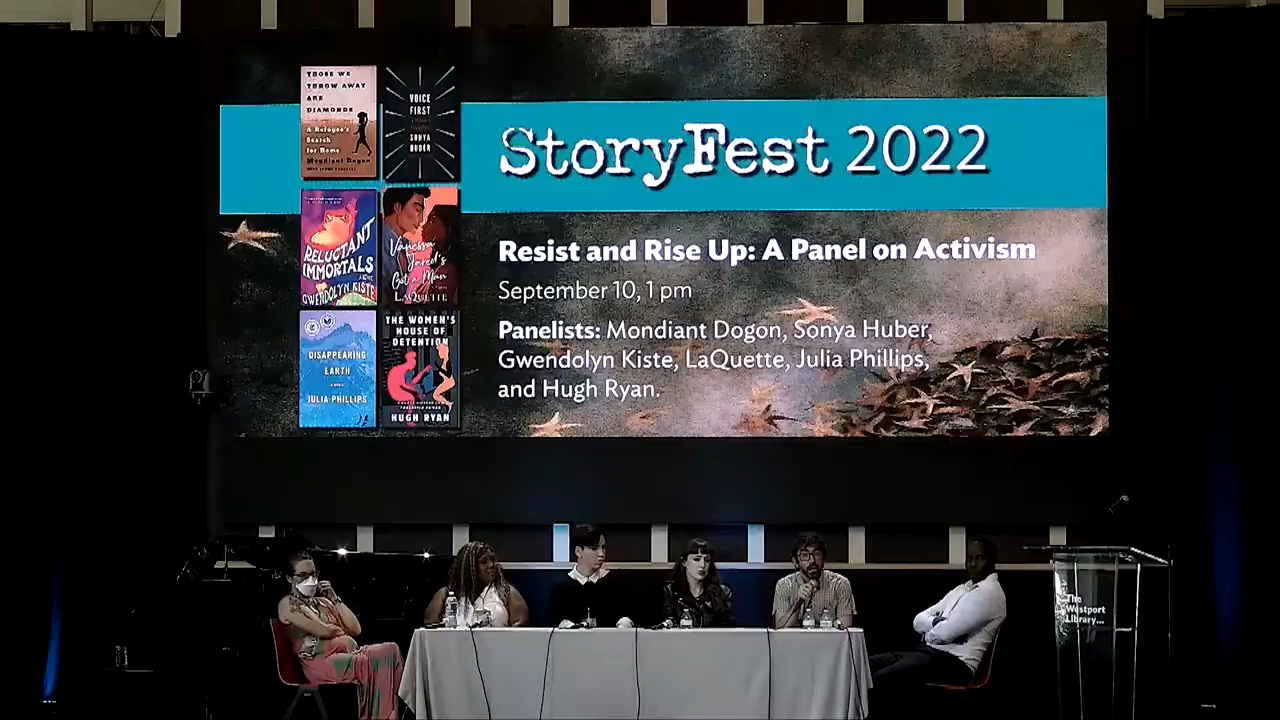 THOSE WE
THROW AWAY
ARE
DIAMONDS
A Refugee's
Search
for Home
Mondiant Dogon
VOICE
FIRST
SONYA
HUBER
RELUCTANT
IMMORTALS
GWENDOLYN KISTE
Vanessa
Jared's
Got a Man
LAQUETTE
DISAPPEARING
EARTH
JULIA PHILLIPS
THE WOMEN'S
HOUSE OF
DETENTION
HUGH RYAN
StoryFest 2022
Resist and Rise Up: A Panel on Activism
September 10, 1 pm
Panelists: Mondiant Dogon, Sonya Huber,
Gwendolyn Kiste, LaQuette, Julia Phillips,
and Hugh Ryan.
The
Westport
Library...